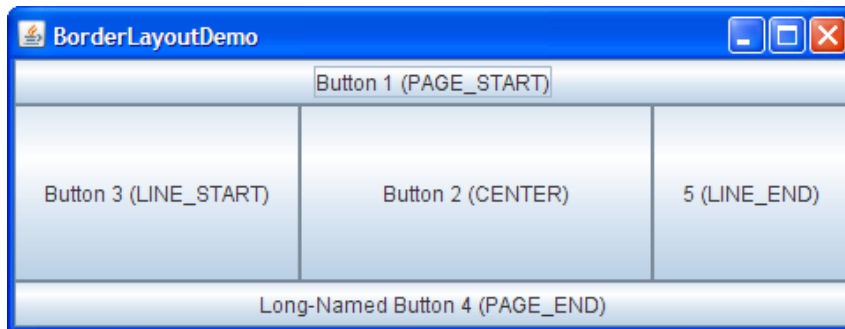 BorderLayoutDemo
Button 1 (PAGE_START)
Button 3 (LINE_START)
Button 2 (CENTER)
5 (LINE_END)
Long-Named Button 4 (PAGE_END)